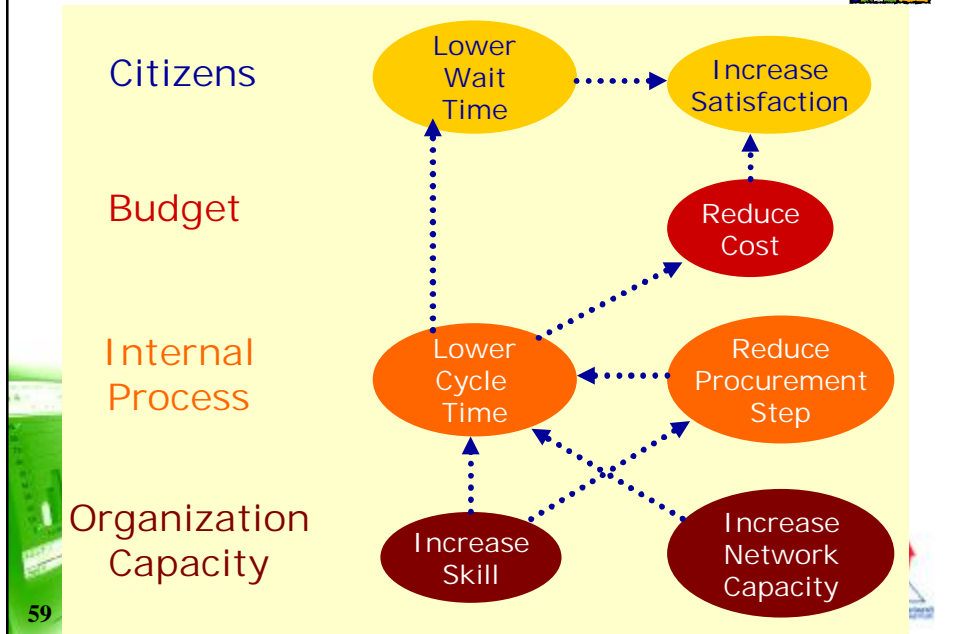 Citizens
Lower
Wait
Time
Increase
Satisfaction
Budget
Reduce
Cost
Internal
Process
Lower
Cycle
Time
Reduce
Procurement
Step
Organization
Capacity
Increase
Skill
Increase
Network
Capacity
59